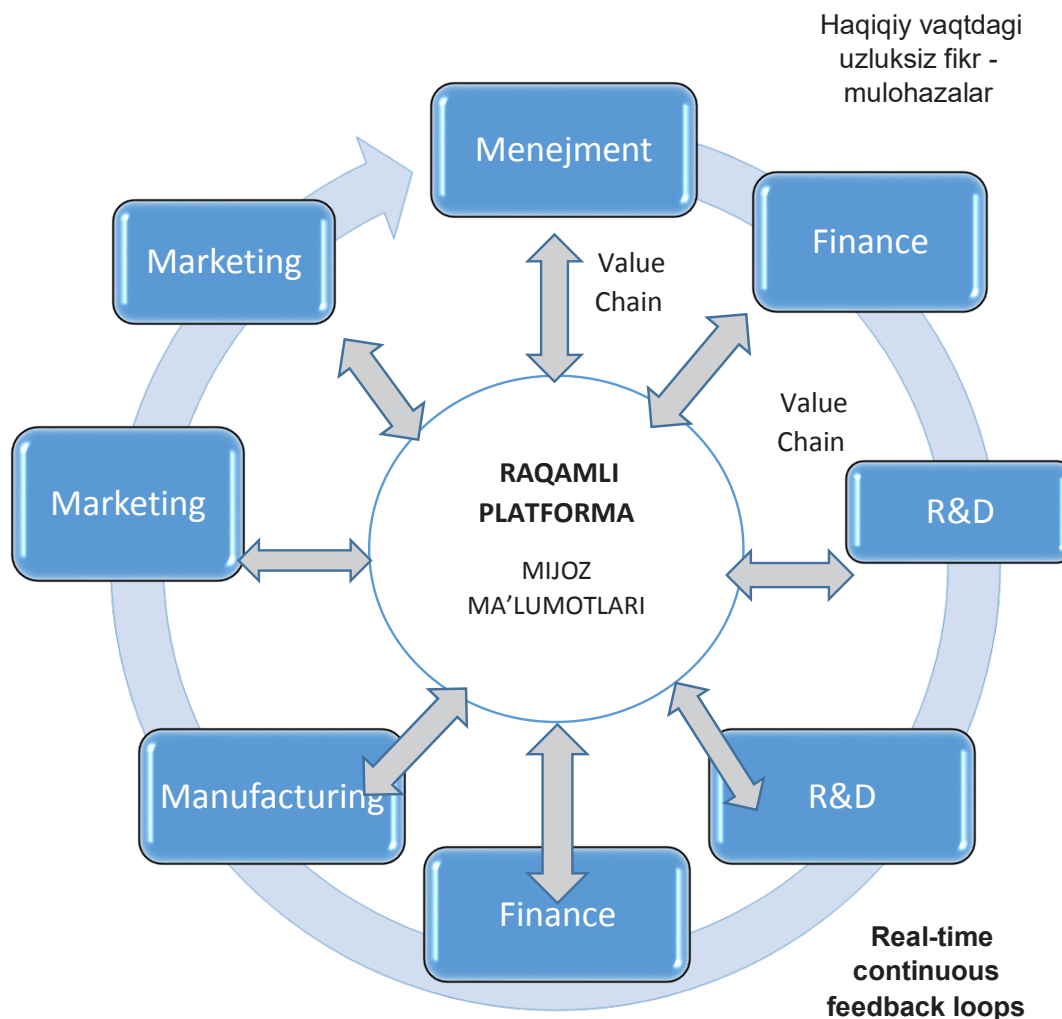 Haqiqiy vaqtdagi
uzluksiz fikr -
mulohazalar
Menejment
Finance
Marketing
Value
Chain
Value
Chain
Marketing
R&D
RAQAMLI
PLATFORMA
MIJOZ
MA’LUMOTLARI
Manufacturing
R&D
Finance
Real-time
continuous
feedback loops